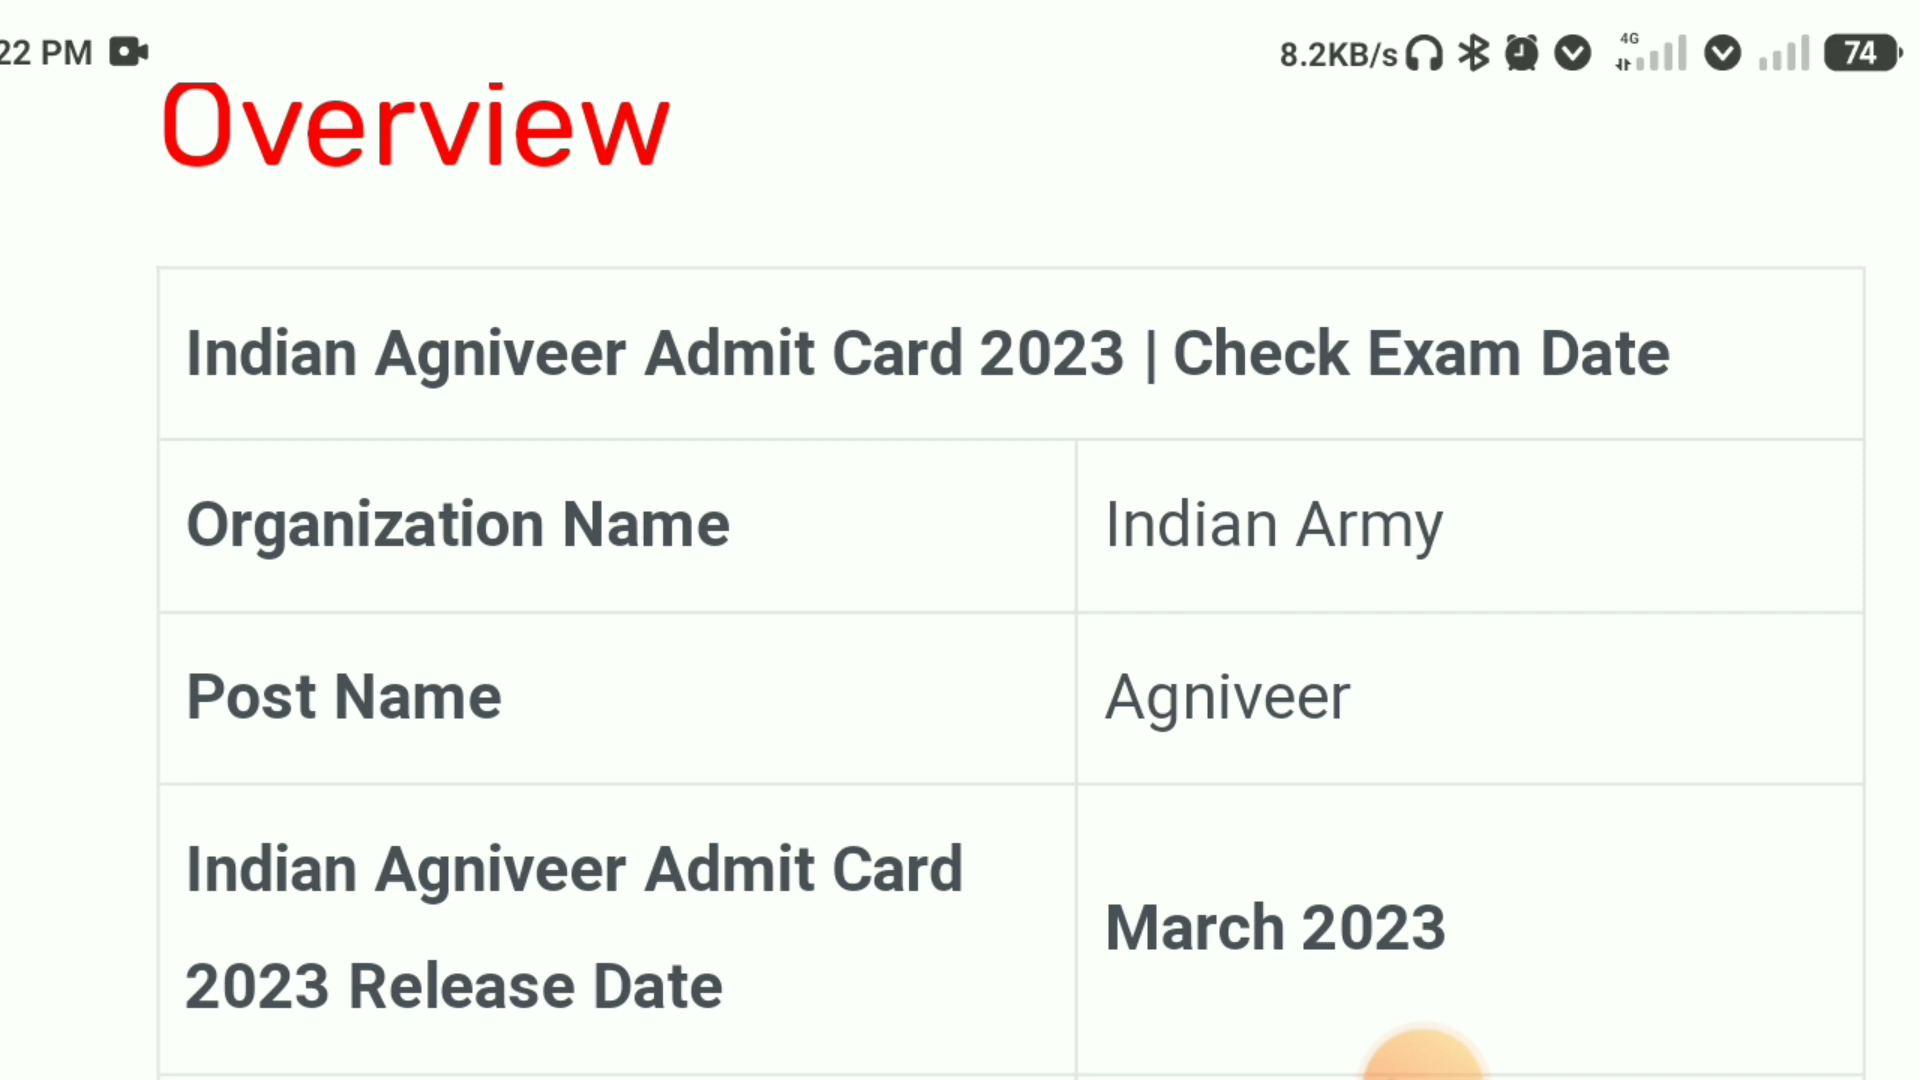 22 PM 8.2KB/s 4G 74
Overview
Indian Agniveer Admit Card 2023 | Check Exam Date
Organization Name Indian Army
Post Name Agniveer
Indian Agniveer Admit Card
2023 Release Date
March 2023